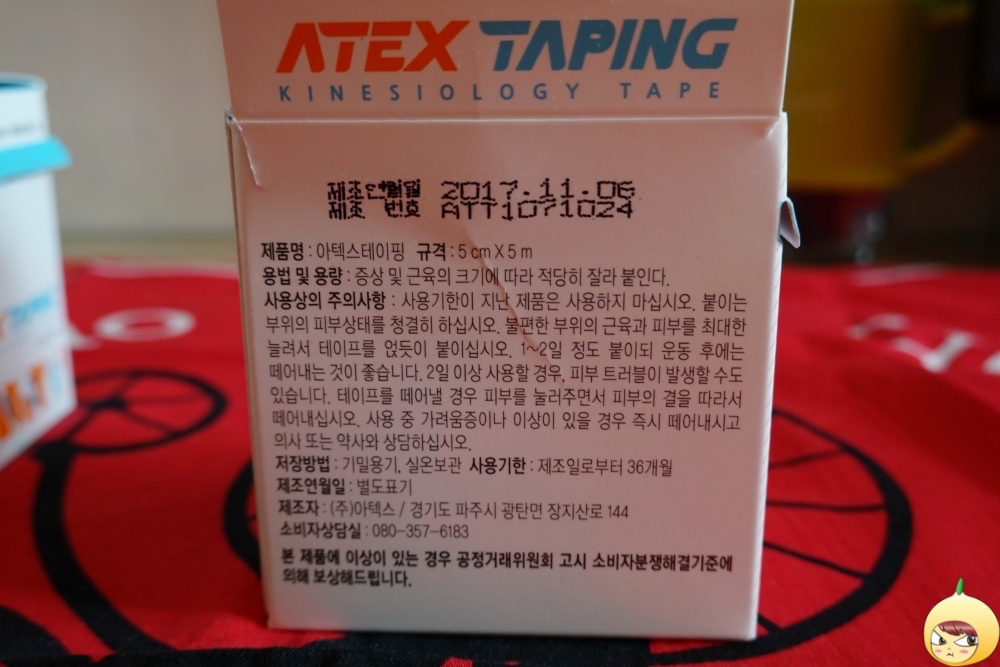 ATEX TAPING
KINESIOLOGY TAPE
제조연월일 2017.11.06
제조 번호 ATT1071024
제품명 : 아텍스테이핑 규격 : 5 cm X 5 m
용법 및 용량 : 증상 및 근육의 크기에 따라 적당히 잘라 붙인다.
사용상의 주의사항 : 사용기한이 지난 제품은 사용하지 마십시오. 붙이는
부위의 피부상태를 청결히 하십시오. 불편한 부위의 근육과 피부를 최대한
늘려서 테이프를 얹듯이 붙이십시오. 1~2일 정도 붙이되 운동 후에는
떼어내는 것이 좋습니다. 2일 이상 사용할 경우, 피부 트러블이 발생할 수도
있습니다. 테이프를 떼어낼 경우 피부를 눌러주면서 피부의 결을 따라서
떼어내십시오. 사용 중 가려움증이나 이상이 있을 경우 즉시 떼어내시고
의사 또는 약사와 상담하십시오.
저장방법 : 기밀용기, 실온보관 사용기한 : 제조일로부터 36개월
제조연월일 : 별도표기
제조자 : (주)아텍스 / 경기도 파주시 광탄면 장지산로 144
소비자상담실 : 080-357-6183
본 제품에 이상이 있는 경우 공정거래위원회 고시 소비자분쟁해결기준에
의해 보상해드립니다.